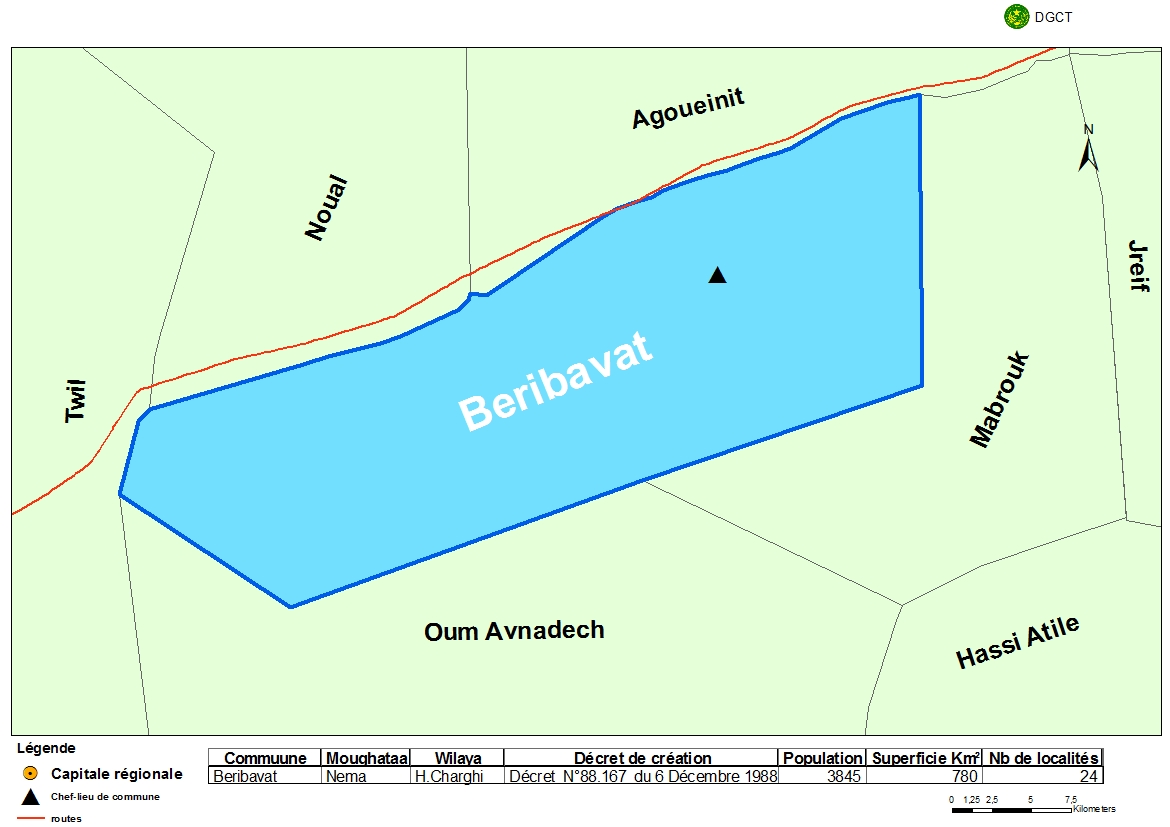 DGCT
Agoueinit
N
Noual
Jreif
Beribavat
Mabrouk
Twil
Oum Avnadech
Hassi Atile
Légende
Capitale régionale
Chef-lieu de commune
routes
Commuune Moughataa Wilaya Décret de création Population Superficie Km² Nb de localités
Beribavat Nema H.Charghi Décret N°88.167 du 6 Décembre 1988 3845 780 24
0 1,25 2,5 5 7,5
Kilometers